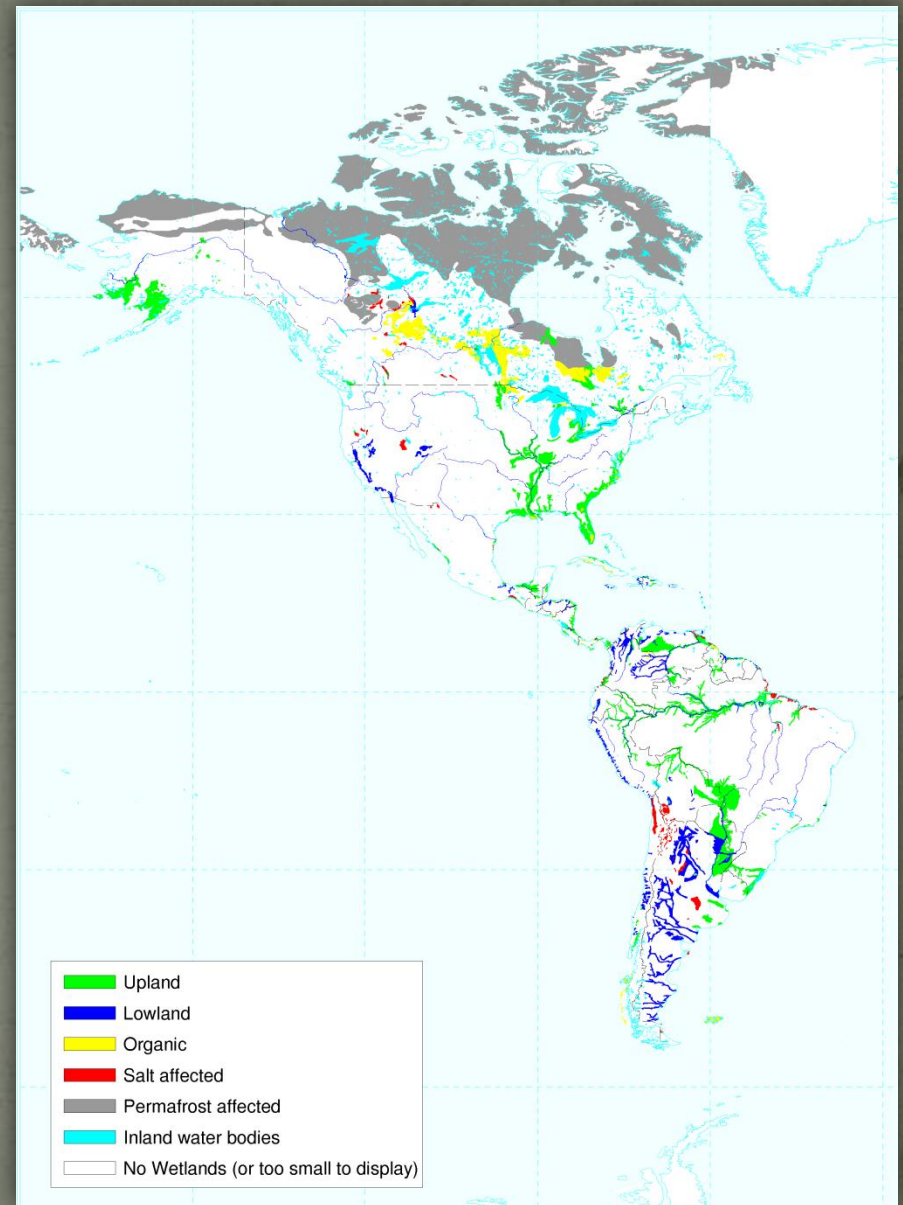 Upland
Lowland
Organic
Salt affected
Permafrost affected
Inland water bodies
No Wetlands (or too small to display)